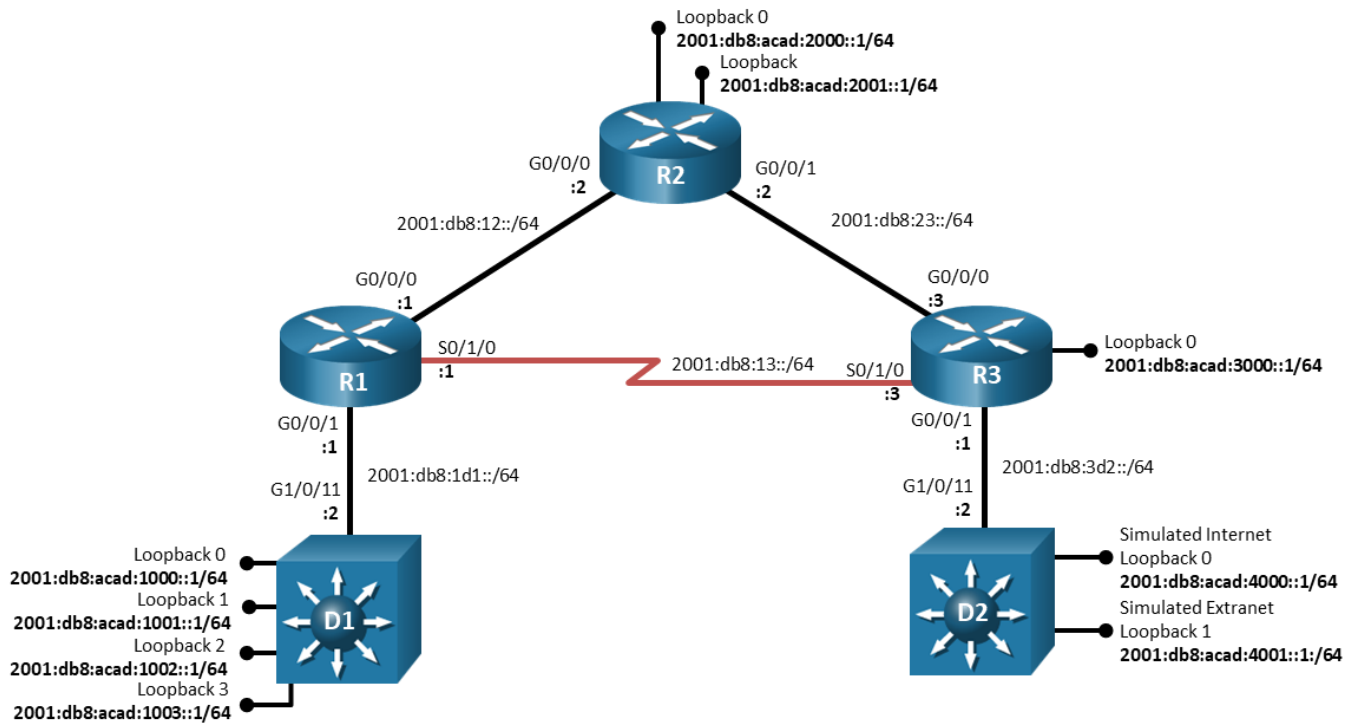 Loopback 0
2001:db8:acad:2000::1/64
Loopback
2001:db8:acad:2001::1/64
G0/0/0
:2
R2
G0/0/1
:2
2001:db8:12::/64
2001:db8:23::/64
G0/0/0
:1
G0/0/0
:3
R1
S0/1/0
:1
2001:db8:13::/64
S0/1/0
:3
R3
Loopback 0
2001:db8:acad:3000::1/64
G0/0/1
:1
2001:db8:1d1::/64
G1/0/11
:2
G0/0/1
:1
2001:db8:3d2::/64
G1/0/11
:2
Loopback 0
2001:db8:acad:1000::1/64
Loopback 1
2001:db8:acad:1001::1/64
Loopback 2
2001:db8:acad:1002::1/64
Loopback 3
2001:db8:acad:1003::1/64
D1
D2
Simulated Internet
Loopback 0
2001:db8:acad:4000::1/64
Simulated Extranet
Loopback 1
2001:db8:acad:4001::1:/64